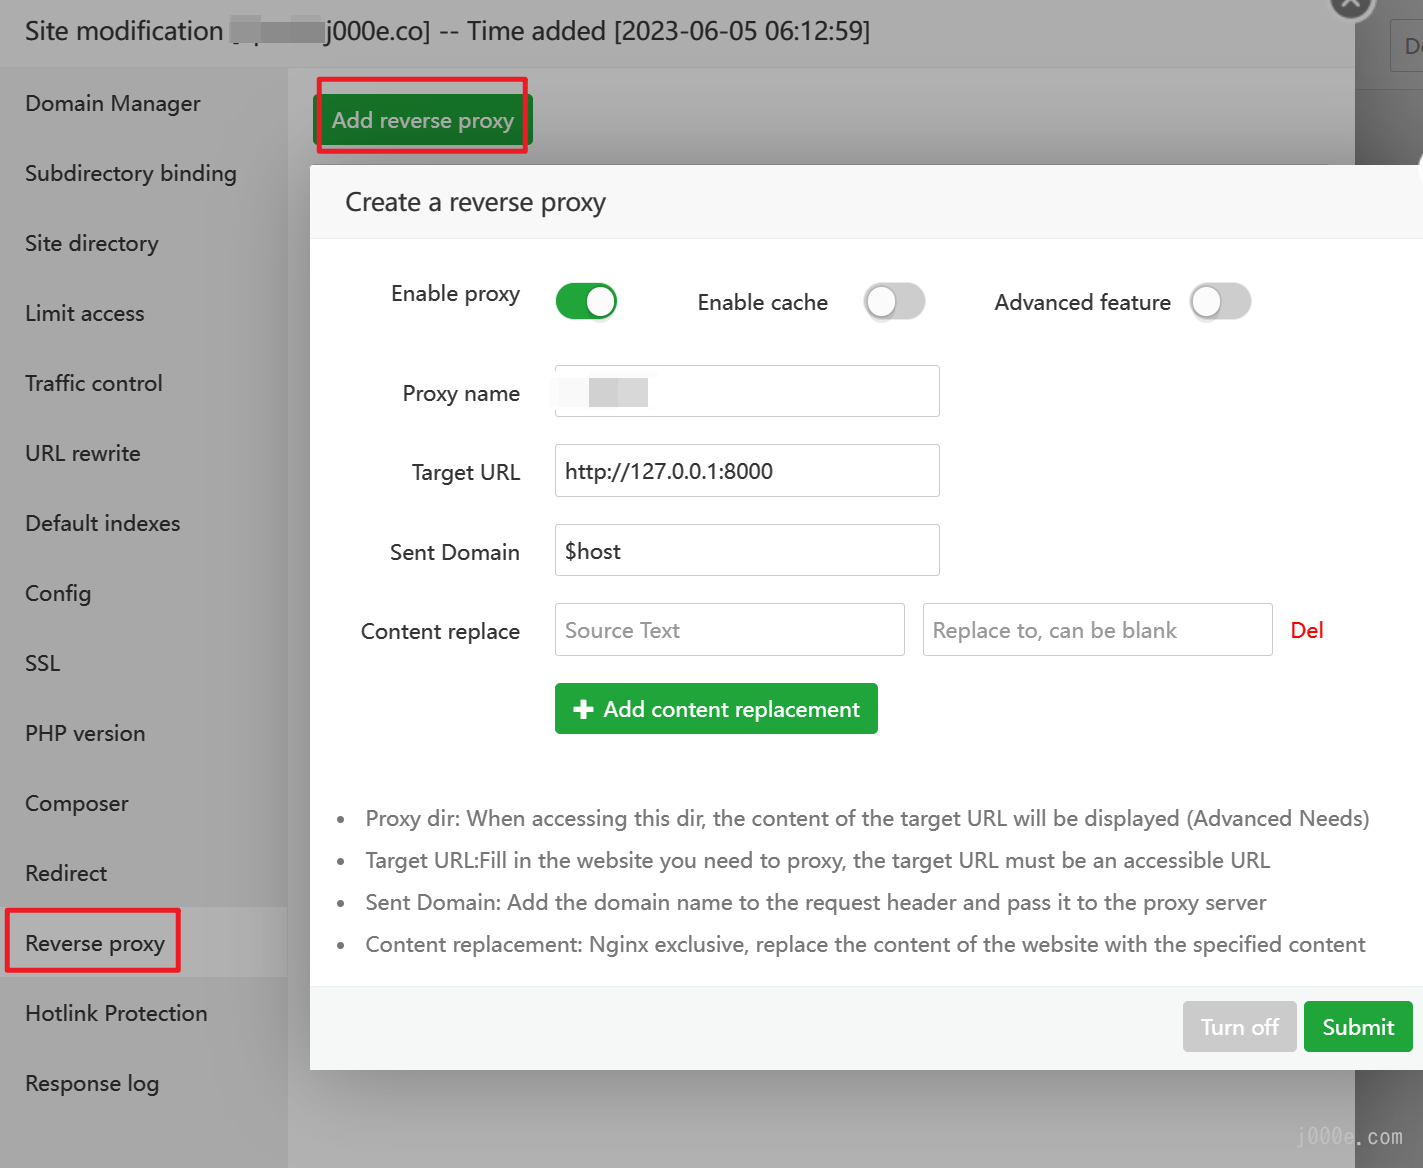 Site modification [j000e.co] -- Time added [2023-06-05 06:12:59]
Domain Manager
Subdirectory binding
Site directory
Limit access
Traffic control
URL rewrite
Default indexes
Config
SSL
PHP version
Composer
Redirect
Reverse proxy
Hotlink Protection
Response log
Add reverse proxy
Create a reverse proxy
Enable proxy Enable cache Advanced feature
Proxy name
Target URL http://127.0.0.1:8000
Sent Domain $host
Content replace Source Text Replace to, can be blank Del
Add content replacement
• Proxy dir: When accessing this dir, the content of the target URL will be displayed (Advanced Needs)
• Target URL:Fill in the website you need to proxy, the target URL must be an accessible URL
• Sent Domain: Add the domain name to the request header and pass it to the proxy server
• Content replacement: Nginx exclusive, replace the content of the website with the specified content
Turn off Submit
j000e.com